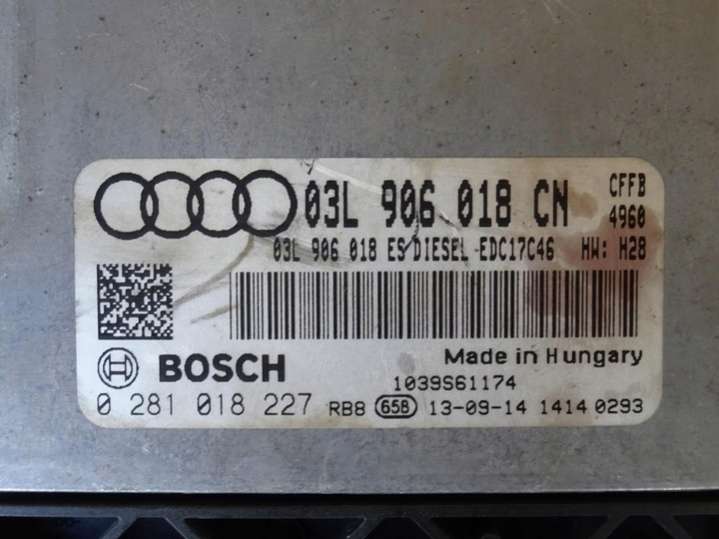 03L 906 018 CN CFFB
4960
03L 906 018 ES DIESEL EDC17C46 HW: H28
BOSCH Made in Hungary
1039S61174
0 281 018 227 RB8 658 13-09-14 1414 0293